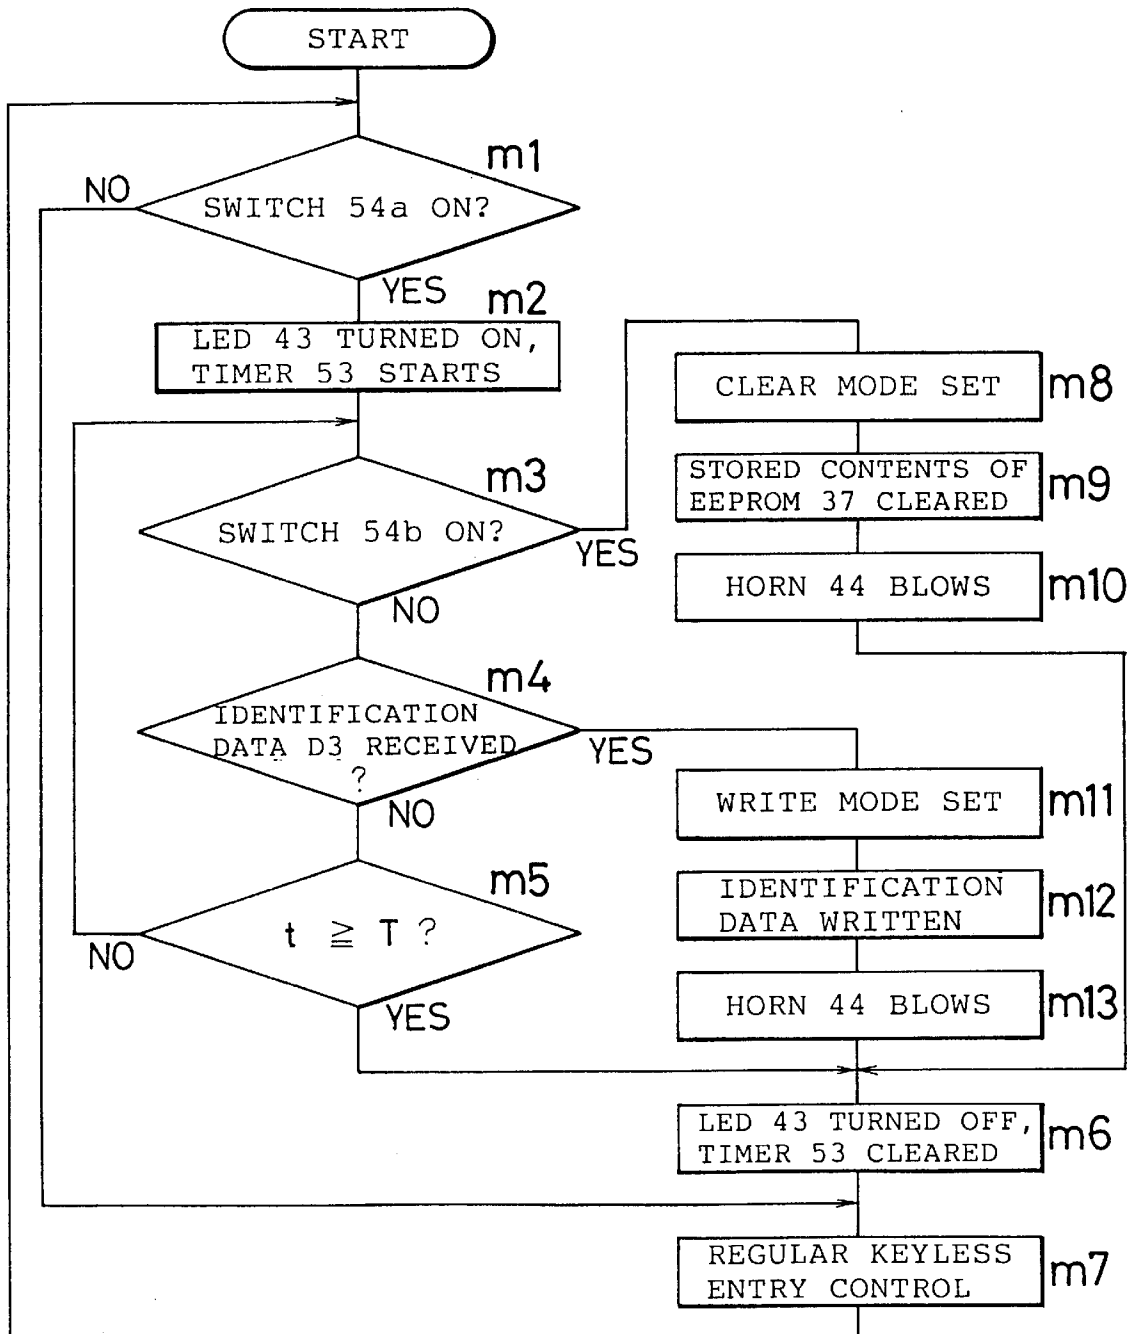 START
m1
NO
SWITCH 54a ON?
YES
m2
LED 43 TURNED ON,
TIMER 53 STARTS
m3
SWITCH 54b ON?
YES
NO
m4
IDENTIFICATION
DATA D3 RECEIVED
?
YES
NO
m5
t ≧ T ?
NO
YES
CLEAR MODE SET
m8
STORED CONTENTS OF
EEPROM 37 CLEARED
m9
HORN 44 BLOWS
m10
WRITE MODE SET
m11
IDENTIFICATION
DATA WRITTEN
m12
HORN 44 BLOWS
m13
LED 43 TURNED OFF,
TIMER 53 CLEARED
m6
REGULAR KEYLESS
ENTRY CONTROL
m7